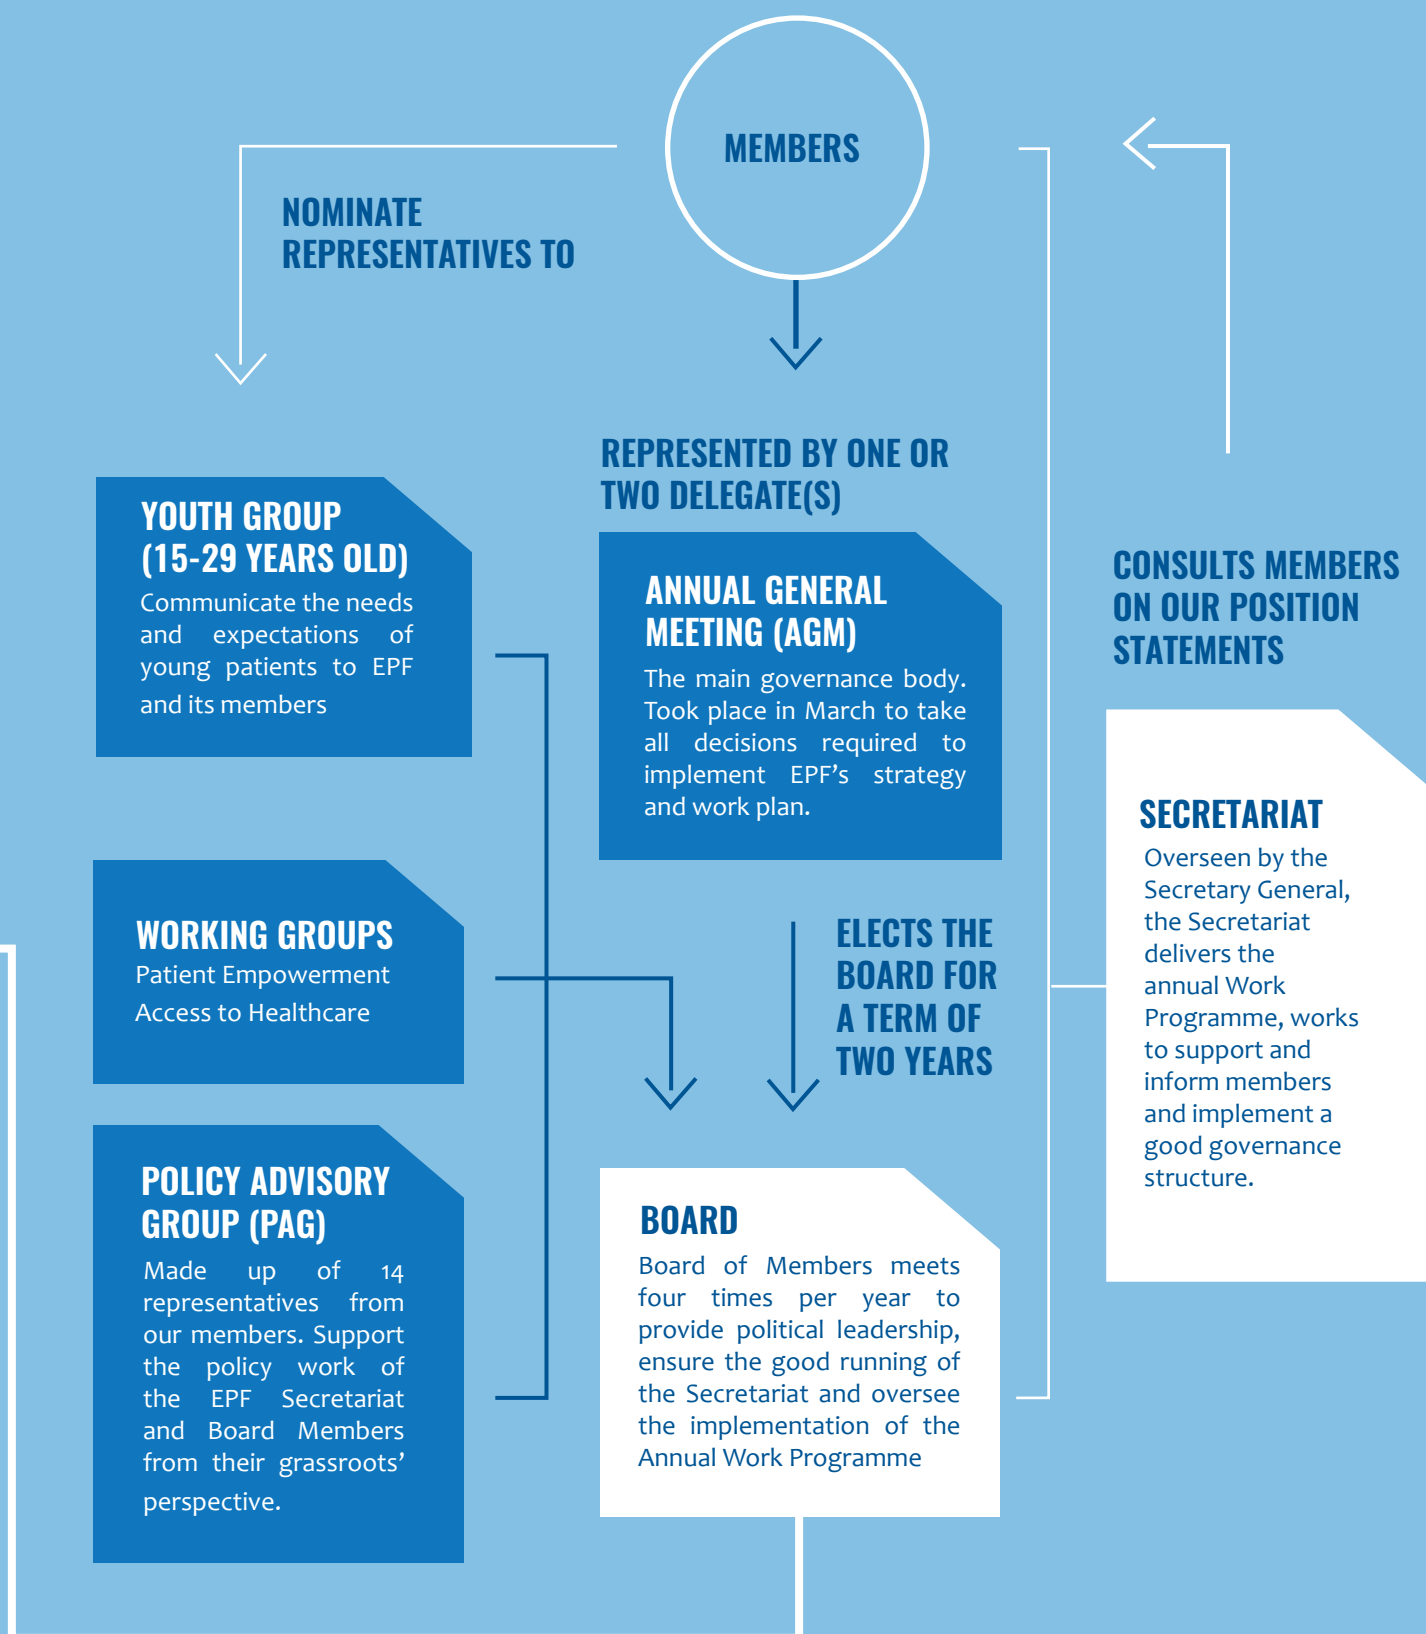 MEMBERS
NOMINATE
REPRESENTATIVES TO
REPRESENTED BY ONE OR
TWO DELEGATE(S)
YOUTH GROUP
(15-29 YEARS OLD)
Communicate the needs
and expectations of
young patients to EPF
and its members
ANNUAL GENERAL
MEETING (AGM)
The main governance body.
Took place in March to take
all decisions required to
implement EPF’s strategy
and work plan.
CONSULTS MEMBERS
ON OUR POSITION
STATEMENTS
SECRETARIAT
Overseen by the
Secretary General,
the Secretariat
delivers the
annual Work
Programme, works
to support and
inform members
and implement a
good governance
structure.
WORKING GROUPS
Patient Empowerment
Access to Healthcare
ELECTS THE
BOARD FOR
A TERM OF
TWO YEARS
POLICY ADVISORY
GROUP (PAG)
Made up of 14
representatives from
our members. Support
the policy work of
the EPF Secretariat
and Board Members
from their grassroots’
perspective.
BOARD
Board of Members meets
four times per year to
provide political leadership,
ensure the good running of
the Secretariat and oversee
the implementation of the
Annual Work Programme